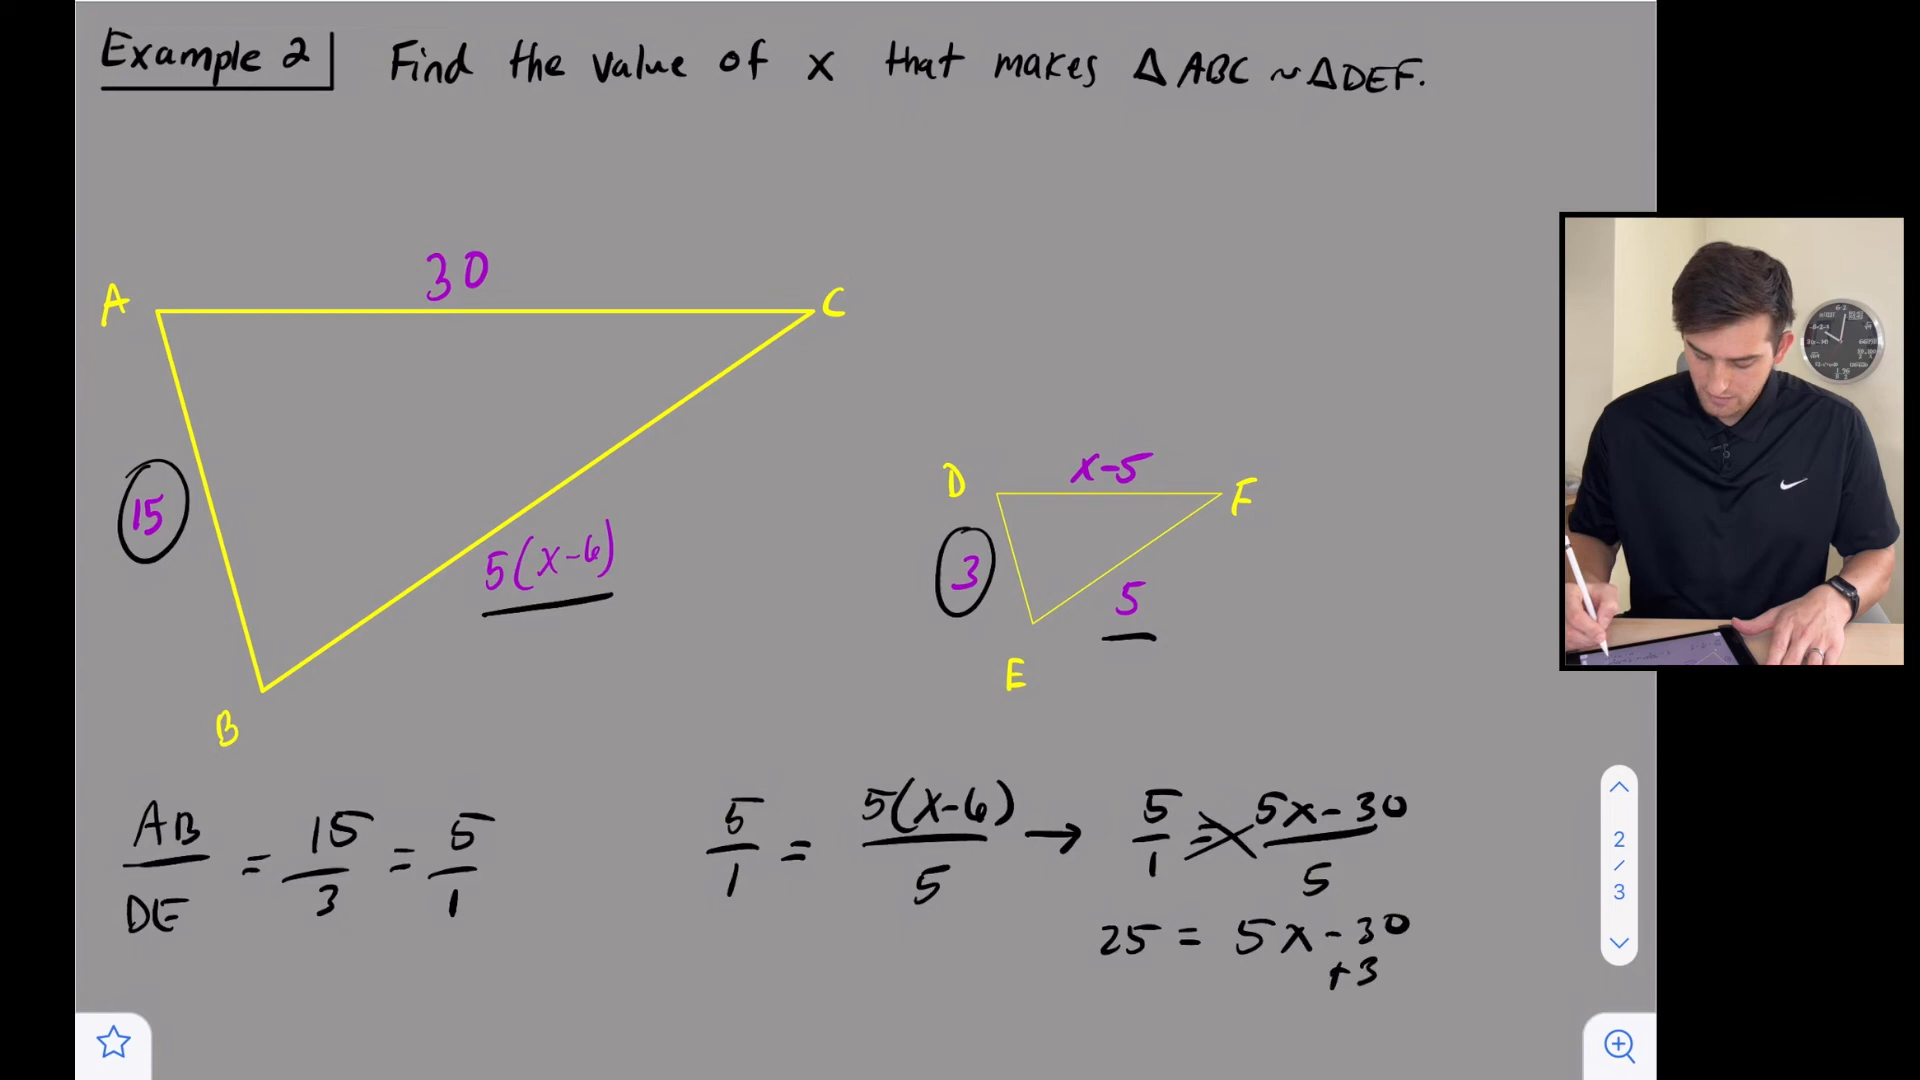 Example 2 Find the value of x that makes △ABC ~ △DEF.
30
A
C
15
5(x-6)
B
x-5
D
F
3
5
E
AB/DE = 15/3 = 5/1
5/1 = 5(x-6)/5 → 5/1 = 5x-30/5
25 = 5x-30
+3
2
/
3